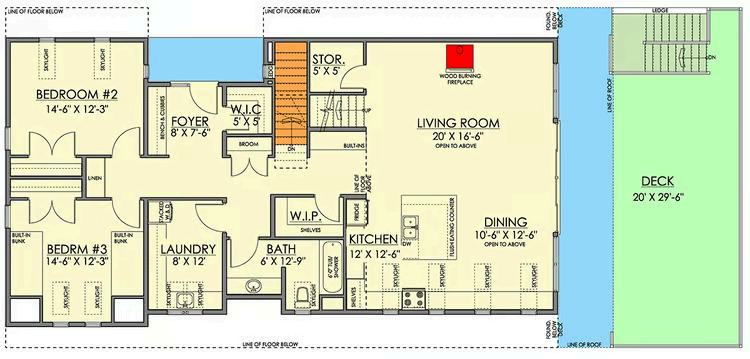 LINE OF FLOOR BELOW
LINE OF FLOOR BELOW
FOUND. BELOW
DECK
LEDGE
DN
SKYLIGHT
SKYLIGHT
BEDROOM #2
14'-6" X 12'-3"
BENCH & CUBBIES
FOYER
8' X 7'-6"
W.I.C
5' X 5'
BROOM
DN
STOR.
5' X 5'
UP
BUILT-INS
LINE OF
FLOOR
ABOVE
WOOD BURNING
FIREPLACE
LIVING ROOM
20' X 16'-6"
OPEN TO ABOVE
LINE OF ROOF
DECK
20' X 29'-6"
LINEN
BUILT-IN
BUNK
BUILT-IN
BUNK
BEDRM #3
14'-6" X 12'-3"
SKYLIGHT
SKYLIGHT
STACKED
W & D
LAUNDRY
8' X 12'
SKYLIGHT
SKYLIGHT
W.I.P.
SHELVES
BATH
6' X 12'-9"
6'-0" TUB/
SHOWER
SKYLIGHT
FRIDGE
KITCHEN
12' X 12'-6"
DW
FLUSH EATING COUNTER
DINING
10'-6" X 12'-6"
OPEN TO ABOVE
SHELVES
SKYLIGHT
SKYLIGHT
SKYLIGHT
SKYLIGHT
LINE OF FLOOR BELOW
FOUND. BELOW
DECK
LINE OF ROOF